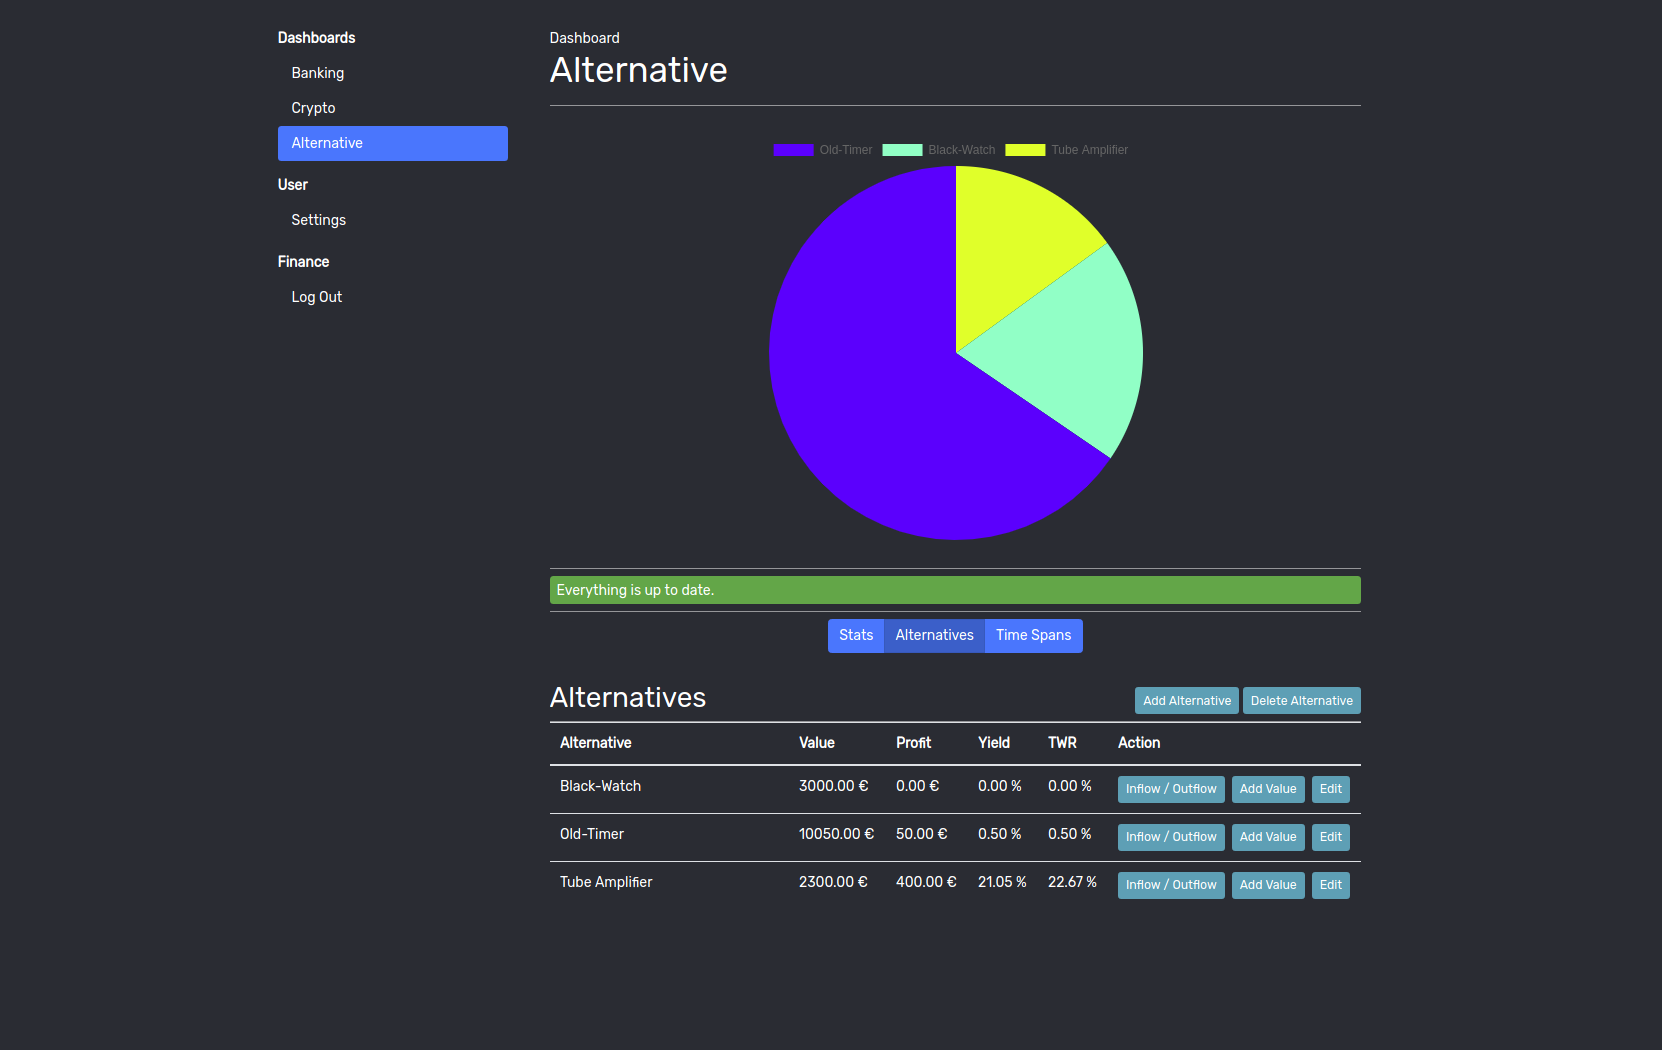 Dashboards
Banking
Crypto
Alternative
User
Settings
Finance
Log Out
Dashboard
Alternative
Old-Timer Black-Watch Tube Amplifier
Everything is up to date.
Stats Alternatives Time Spans
Alternatives Add Alternative Delete Alternative
Alternative Value Profit Yield TWR Action
Black-Watch 3000.00 € 0.00 € 0.00 % 0.00 % Inflow / Outflow Add Value Edit
Old-Timer 10050.00 € 50.00 € 0.50 % 0.50 % Inflow / Outflow Add Value Edit
Tube Amplifier 2300.00 € 400.00 € 21.05 % 22.67 % Inflow / Outflow Add Value Edit